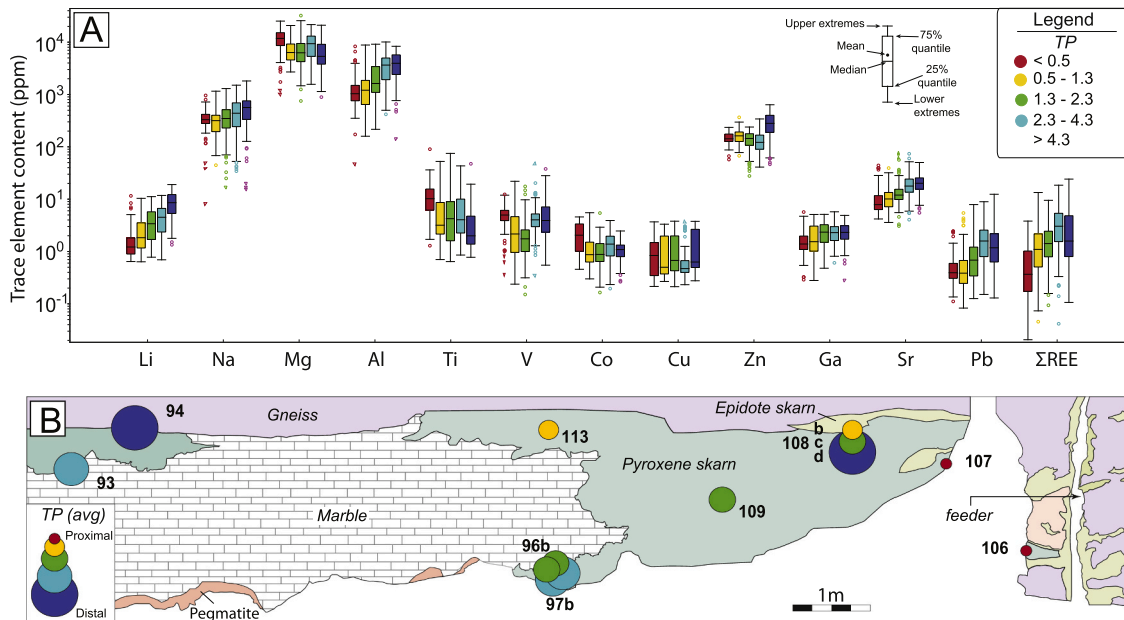 A
Trace element content (ppm)
10^4
10^3
10^2
10^1
10^0
10^-1
Li Na Mg Al Ti V Co Cu Zn Ga Sr Pb ΣREE
Upper extremes
75%
quantile
Mean
Median
25%
quantile
Lower
extremes
Legend
TP
< 0.5
0.5 - 1.3
1.3 - 2.3
2.3 - 4.3
> 4.3
B
94
Gneiss
Epidote skarn
b
108 c
d
113
107
93
Pyroxene skarn
109
Marble
feeder
106
TP (avg)
Proximal
Distal
96b
97b
Pegmatite
1m